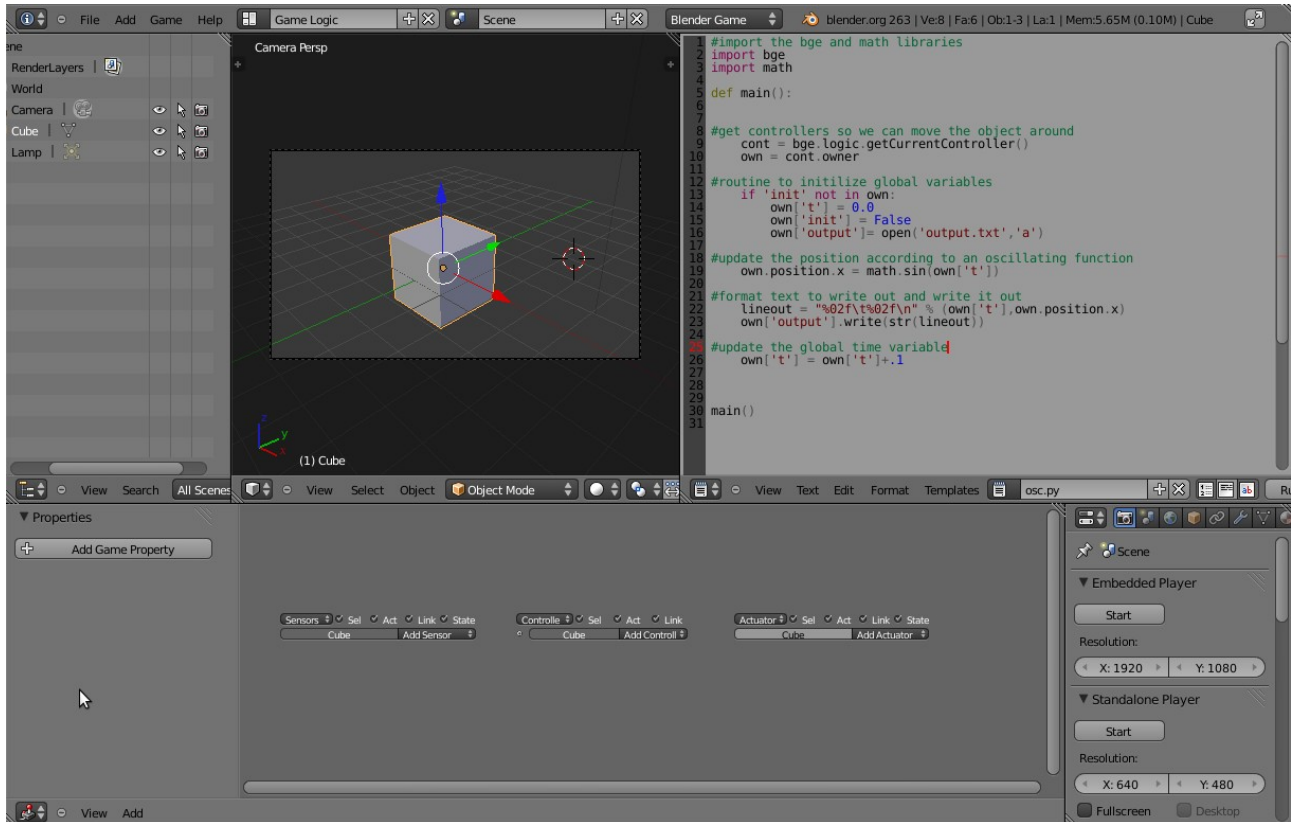 File Add Game Help Game Logic Scene Blender Game blender.org 263 | Ve:8 | Fa:6 | Ob:1-3 | La:1 | Mem:5.65M (0.10M) | Cube
ene
RenderLayers |
World
Camera |
Cube |
Lamp |
View Search All Scenes
Camera Persp
z
y
x
(1) Cube
View Select Object Object Mode
1 #import the bge and math libraries
2 import bge
3 import math
4
5 def main():
6
7
8 #get controllers so we can move the object around
9     cont = bge.logic.getCurrentController()
10     own = cont.owner
11
12 #routine to initilize global variables
13     if 'init' not in own:
14         own['t'] = 0.0
15         own['init'] = False
16         own['output']= open('output.txt','a')
17
18 #update the position according to an oscillating function
19     own.position.x = math.sin(own['t'])
20
21 #format text to write out and write it out
22     lineout = "%02f\t%02f\n" % (own['t'],own.position.x)
23     own['output'].write(str(lineout))
24
25 #update the global time variable
26     own['t'] = own['t']+.1
27
28
29
30 main()
31
View Text Edit Format Templates osc.py Ru
Properties
Add Game Property
Sensors Sel Act Link State
Cube Add Sensor
Controlle Sel Act Link
Cube Add Controll
Actuator Sel Act Link State
Cube Add Actuator
View Add
Scene
Embedded Player
Start
Resolution:
X: 1920 Y: 1080
Standalone Player
Start
Resolution:
X: 640 Y: 480
Fullscreen Desktop